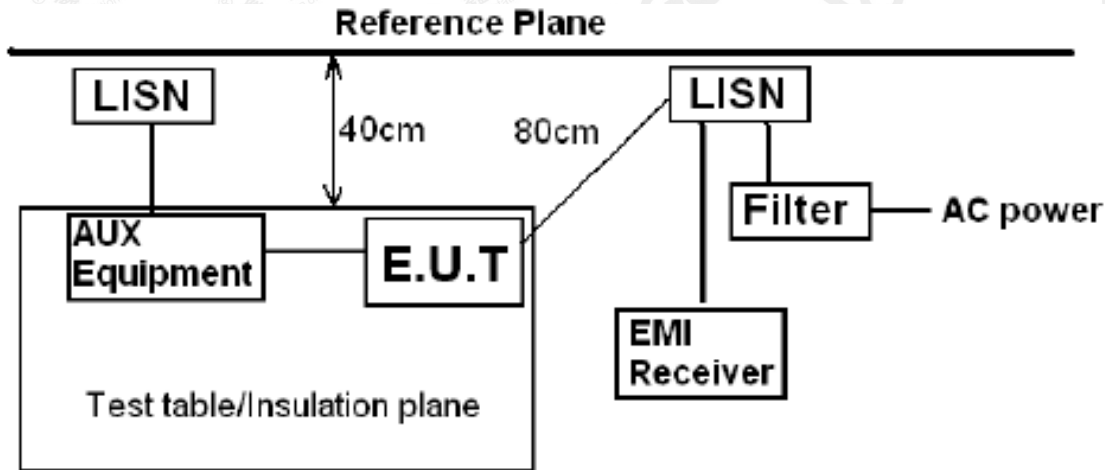 Reference Plane
LISN
40cm
80cm
LISN
Filter
AC power
AUX
Equipment
E.U.T
EMI
Receiver
Test table/Insulation plane